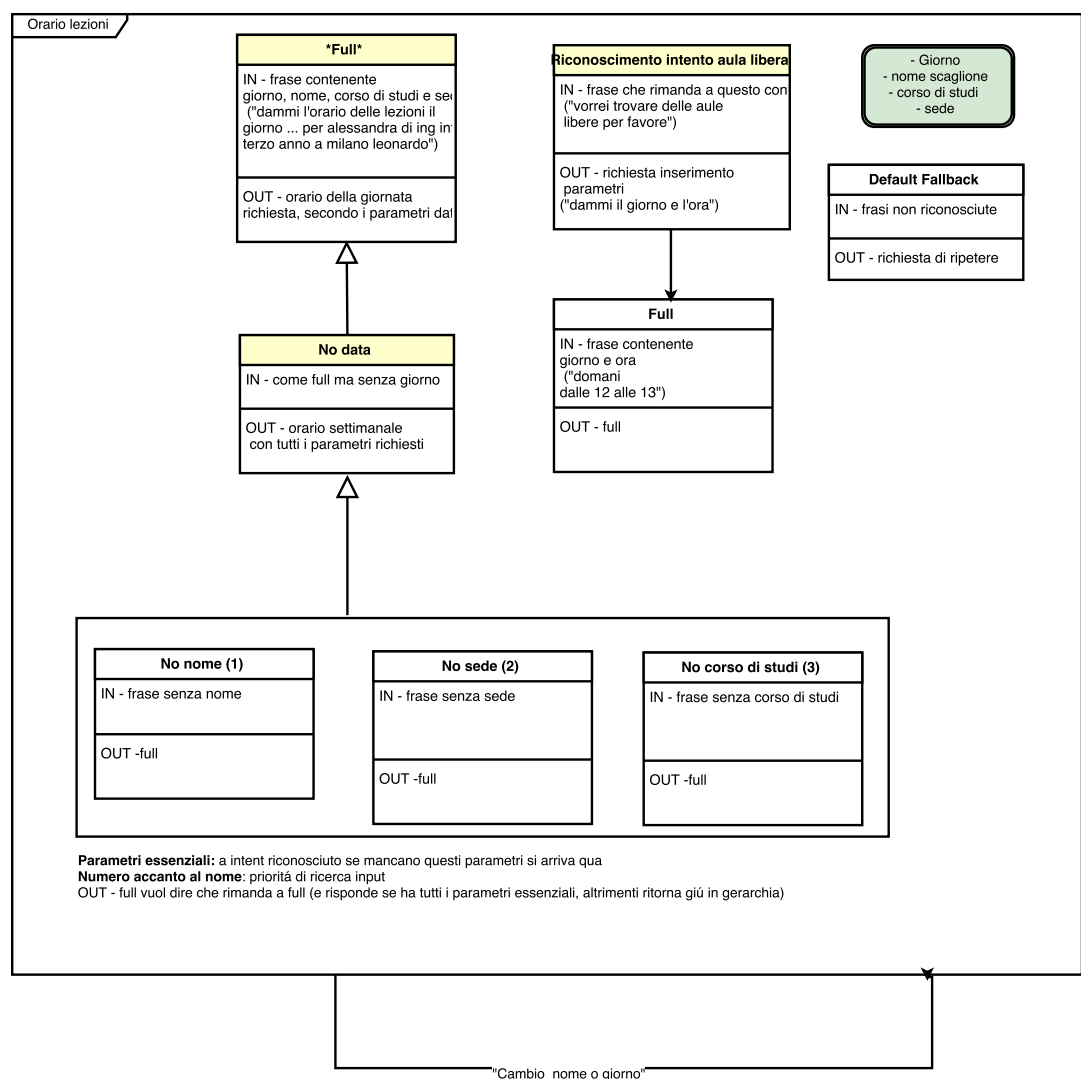 Orario lezioni
*Full*
IN - frase contenente
giorno, nome, corso di studi e
("dammi l'orario delle lezioni il
giorno ... per alessandra di ing
terzo anno a milano leonardo")
OUT - orario della giornata
richiesta, secondo i parametri
Riconoscimento intento aula libera
IN - frase che rimanda a questo
("vorrei trovare delle aule
libere per favore")
OUT - richiesta inserimento
parametri
("dammi il giorno e l'ora")
- Giorno
- nome scaglione
- corso di studi
- sede
Default Fallback
IN - frasi non riconosciute
OUT - richiesta di ripetere
Full
IN - frase contenente
giorno e ora
("domani
dalle 12 alle 13")
OUT - full
No data
IN - come full ma senza giorno
OUT - orario settimanale
con tutti i parametri richiesti
No nome (1)
IN - frase senza nome
OUT -full
No sede (2)
IN - frase senza sede
OUT -full
No corso di studi (3)
IN - frase senza corso di studi
OUT -full
Parametri essenziali: a intent riconosciuto se mancano questi parametri si arriva qua
Numero accanto al nome: prioritá di ricerca input
OUT - full vuol dire che rimanda a full (e risponde se ha tutti i parametri essenziali, altrimenti ritorna giú in gerarchia)
"Cambio nome o giorno"